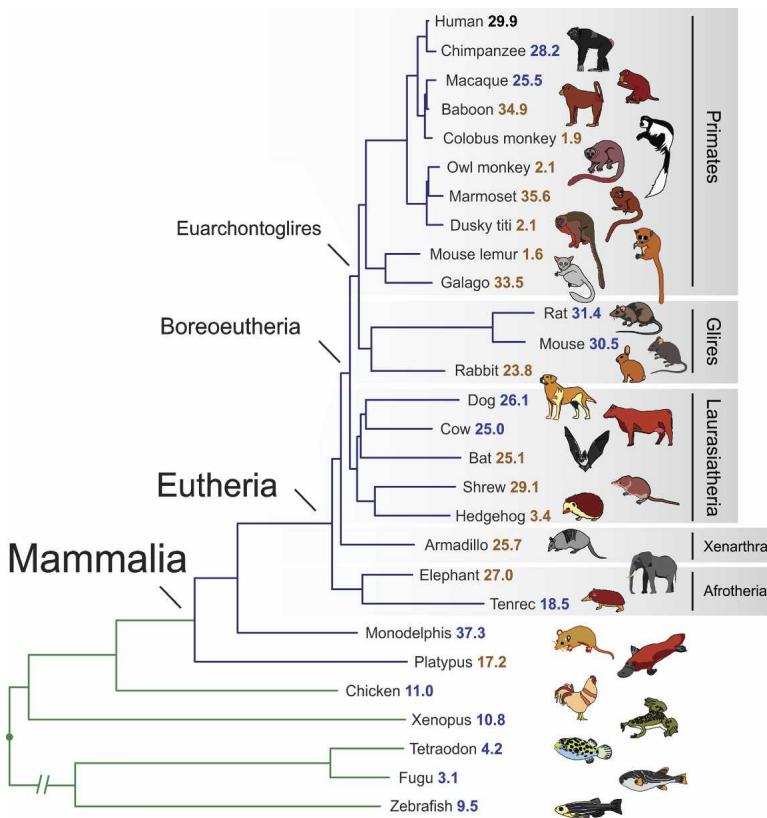 Human 29.9
Chimpanzee 28.2
Macaque 25.5
Baboon 34.9
Colobus monkey 1.9
Owl monkey 2.1
Marmoset 35.6
Dusky titi 2.1
Mouse lemur 1.6
Galago 33.5
Primates
Euarchontoglires
Rat 31.4
Mouse 30.5
Rabbit 23.8
Glires
Boreoeutheria
Dog 26.1
Cow 25.0
Bat 25.1
Shrew 29.1
Hedgehog 3.4
Laurasiatheria
Eutheria
Armadillo 25.7
Xenarthra
Mammalia
Elephant 27.0
Tenrec 18.5
Afrotheria
Monodelphis 37.3
Platypus 17.2
Chicken 11.0
Xenopus 10.8
Tetraodon 4.2
Fugu 3.1
Zebrafish 9.5